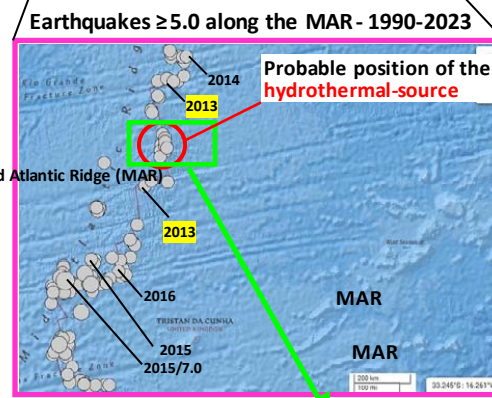 Earthquakes ≥5.0 along the MAR - 1990-2023
2014
Probable position of the
hydrothermal-source
Rio Grande
Fracture Zone
2013
d Atlantic Ridge (MAR)
2013
2016
MAR
TRISTAN DA CUNHA
UNITED KINGDOM
2015
2015/7.0
MAR
Fracture Zone
200 km
100 mi
33.245°S : 16.261°W